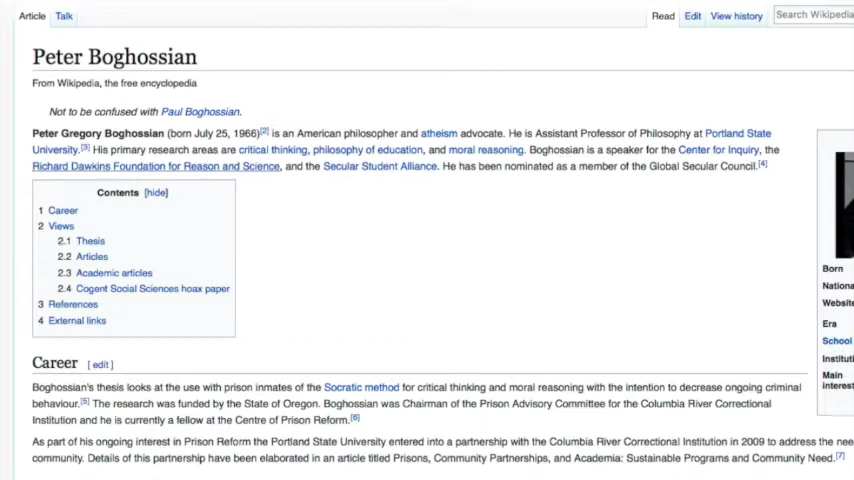 Article Talk Read Edit View history Search Wikipedia
Peter Boghossian
From Wikipedia, the free encyclopedia
Not to be confused with Paul Boghossian.
Peter Gregory Boghossian (born July 25, 1966)[2] is an American philosopher and atheism advocate. He is Assistant Professor of Philosophy at Portland State
University.[3] His primary research areas are critical thinking, philosophy of education, and moral reasoning. Boghossian is a speaker for the Center for Inquiry, the
Richard Dawkins Foundation for Reason and Science, and the Secular Student Alliance. He has been nominated as a member of the Global Secular Council.[4]
Contents [hide]
1 Career
2 Views
2.1 Thesis
2.2 Articles
2.3 Academic articles
2.4 Cogent Social Sciences hoax paper
3 References
4 External links
Born
Nationa
Website
Era
School
Instituti
Main
interest
Career [ edit ]
Boghossian's thesis looks at the use with prison inmates of the Socratic method for critical thinking and moral reasoning with the intention to decrease ongoing criminal
behaviour.[5] The research was funded by the State of Oregon. Boghossian was Chairman of the Prison Advisory Committee for the Columbia River Correctional
Institution and he is currently a fellow at the Centre of Prison Reform.[6]
As part of his ongoing interest in Prison Reform the Portland State University entered into a partnership with the Columbia River Correctional Institution in 2009 to address the nee
community. Details of this partnership have been elaborated in an article titled Prisons, Community Partnerships, and Academia: Sustainable Programs and Community Need.[7]